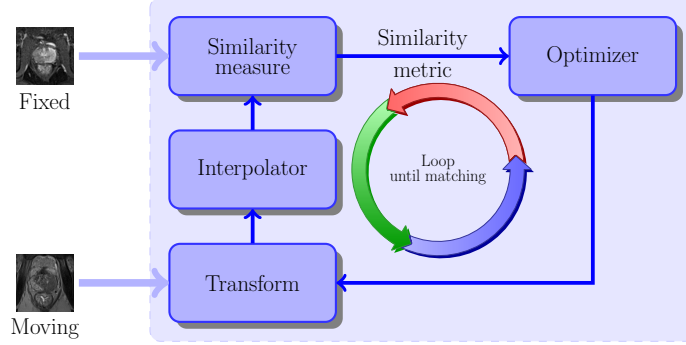 Similarity
measure
Similarity
metric
Optimizer
Fixed
Interpolator
Loop
until matching
Transform
Moving